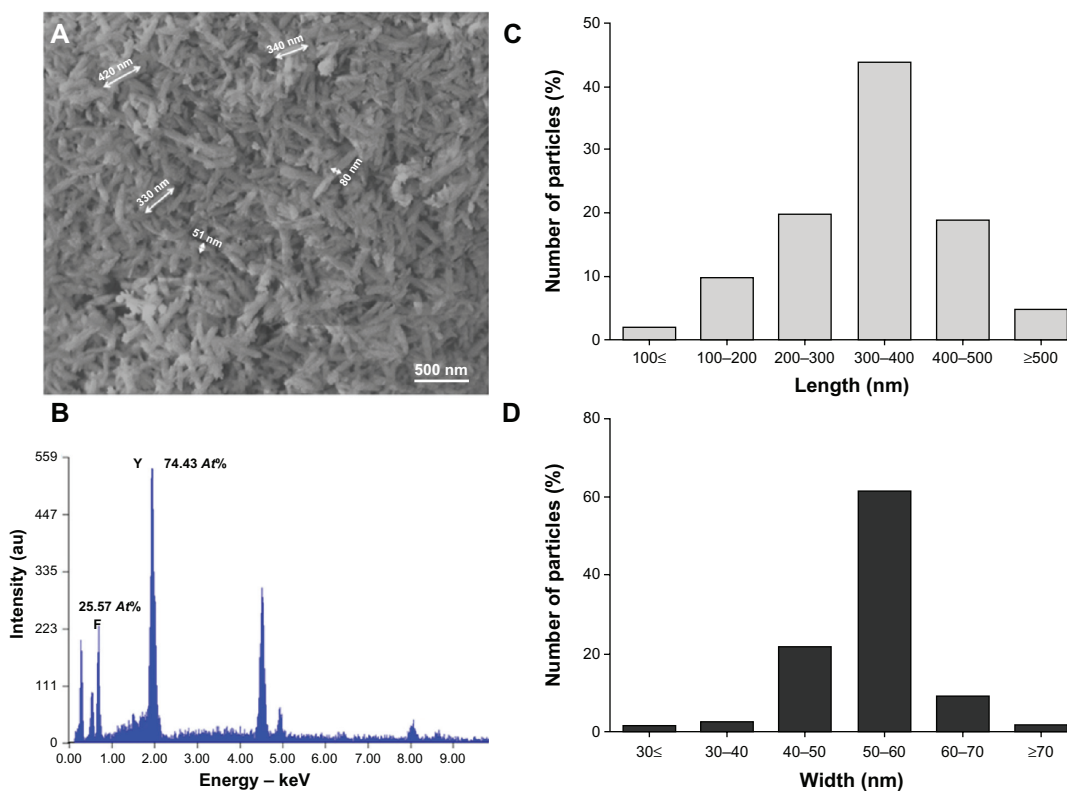 A
420 nm
340 nm
80 nm
330 nm
51 nm
500 nm
B
559
447
335
223
111
0
Intensity (au)
Y 74.43 At%
25.57 At%
F
0.00 1.00 2.00 3.00 4.00 5.00 6.00 7.00 8.00 9.00
Energy – keV
C
50
40
30
20
10
0
Number of particles (%)
100≤ 100–200 200–300 300–400 400–500 ≥500
Length (nm)
D
80
60
40
20
0
Number of particles (%)
30≤ 30–40 40–50 50–60 60–70 ≥70
Width (nm)